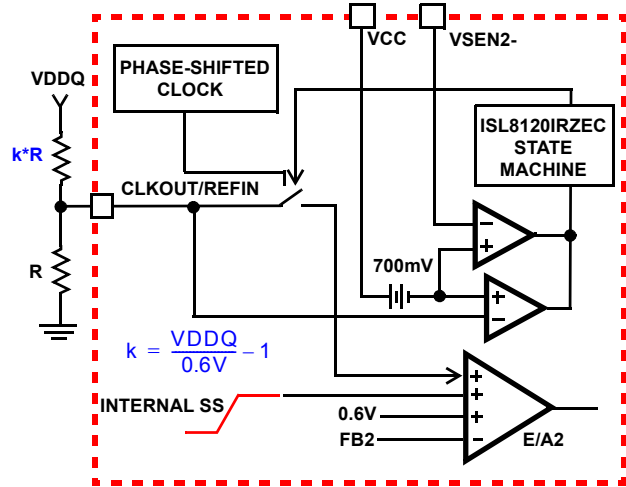 VCC
VSEN2-
PHASE-SHIFTED
CLOCK
VDDQ
ISL8120IRZEC
STATE
MACHINE
k*R
CLKOUT/REFIN
−
+
R
700mV
+
−
k = VDDQ/0.6V – 1
+
INTERNAL SS
+
0.6V
+
FB2
−
E/A2